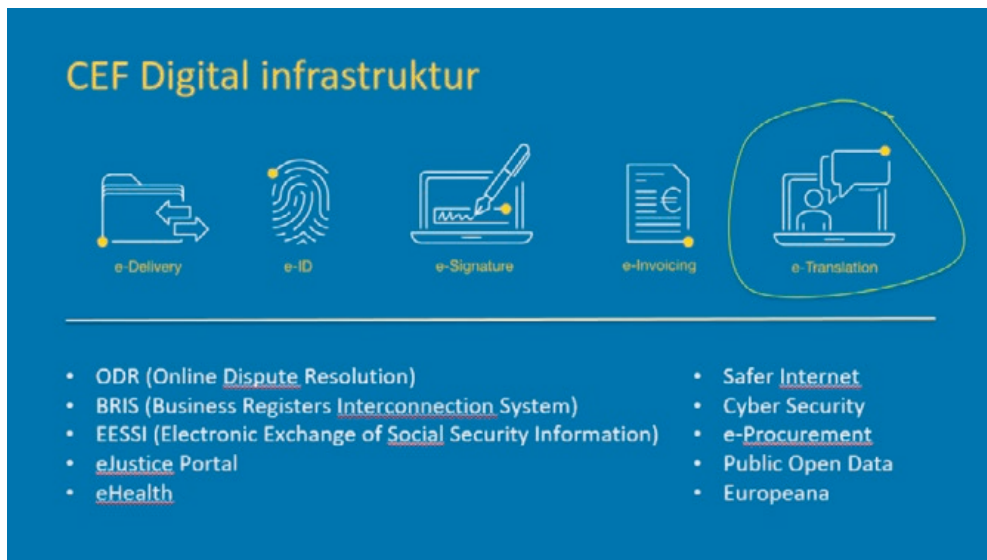 CEF Digital infrastruktur
e-Delivery
e-ID
e-Signature
e-Invoicing
e-Translation
• ODR (Online Dispute Resolution)
• BRIS (Business Registers Interconnection System)
• EESSI (Electronic Exchange of Social Security Information)
• eJustice Portal
• eHealth
• Safer Internet
• Cyber Security
• e-Procurement
• Public Open Data
• Europeana